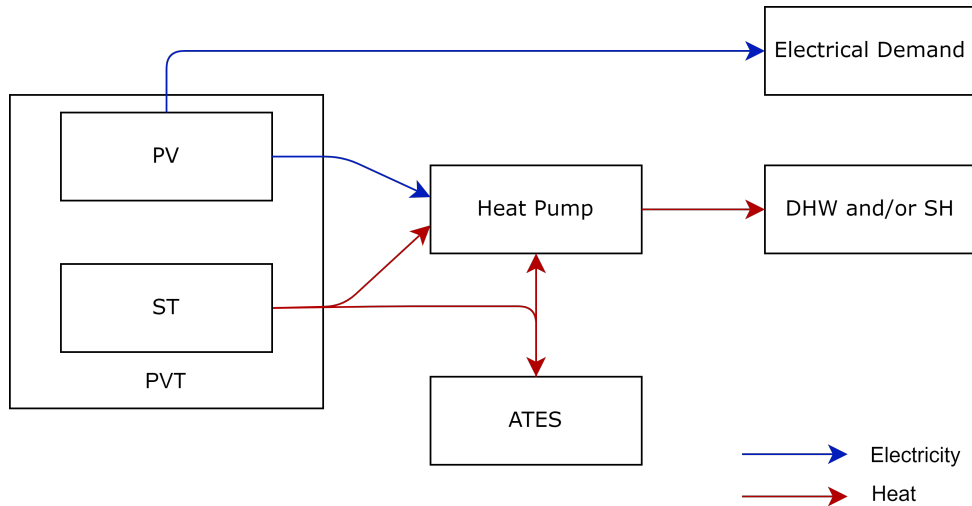 Electrical Demand
PV
Heat Pump
DHW and/or SH
ST
PVT
ATES
Electricity
Heat